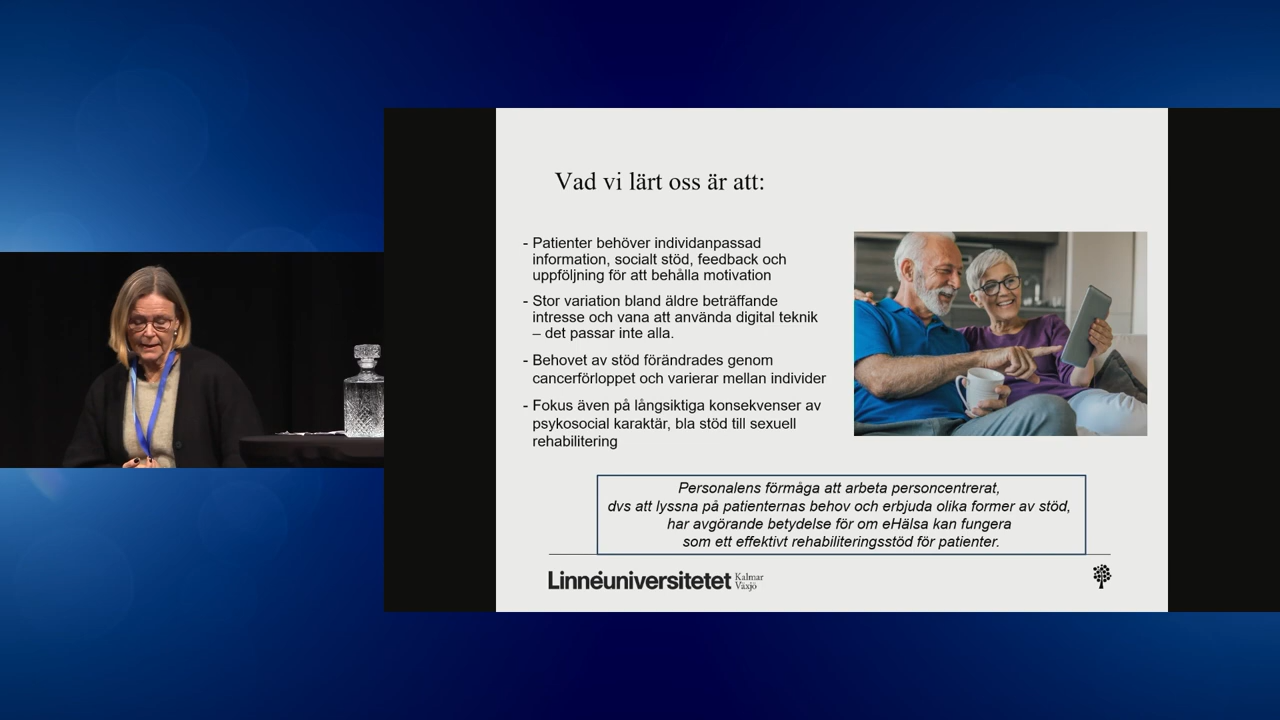 Vad vi lärt oss är att:
- Patienter behöver individanpassad
information, socialt stöd, feedback och
uppföljning för att behålla motivation
- Stor variation bland äldre beträffande
intresse och vana att använda digital teknik
– det passar inte alla.
- Behovet av stöd förändrades genom
cancerförloppet och varierar mellan individer
- Fokus även på långsiktiga konsekvenser av
psykosocial karaktär, bla stöd till sexuell
rehabilitering
Personalens förmåga att arbeta personcentrerat,
dvs att lyssna på patienternas behov och erbjuda olika former av stöd,
har avgörande betydelse för om eHälsa kan fungera
som ett effektivt rehabiliteringsstöd för patienter.
Linnéuniversitetet Kalmar
Växjö